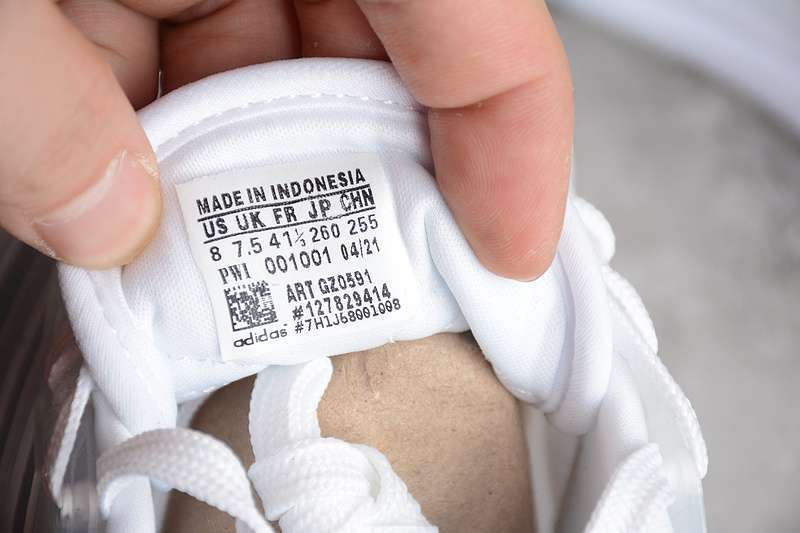 MADE IN INDONESIA
US UK FR JP CHN
8 7.5 41⅓ 260 255
PWI 001001 04/21
ART GZ0591
#127829414
adidas #7H1J68001008